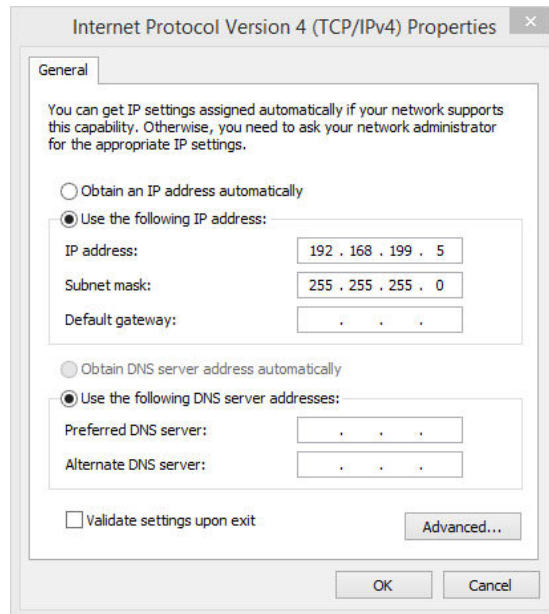 Internet Protocol Version 4 (TCP/IPv4) Properties
General
You can get IP settings assigned automatically if your network supports
this capability. Otherwise, you need to ask your network administrator
for the appropriate IP settings.
Obtain an IP address automatically
Use the following IP address:
IP address: 192 . 168 . 199 . 5
Subnet mask: 255 . 255 . 255 . 0
Default gateway: . . .
Obtain DNS server address automatically
Use the following DNS server addresses:
Preferred DNS server: . . .
Alternate DNS server: . . .
Validate settings upon exit
Advanced...
OK Cancel